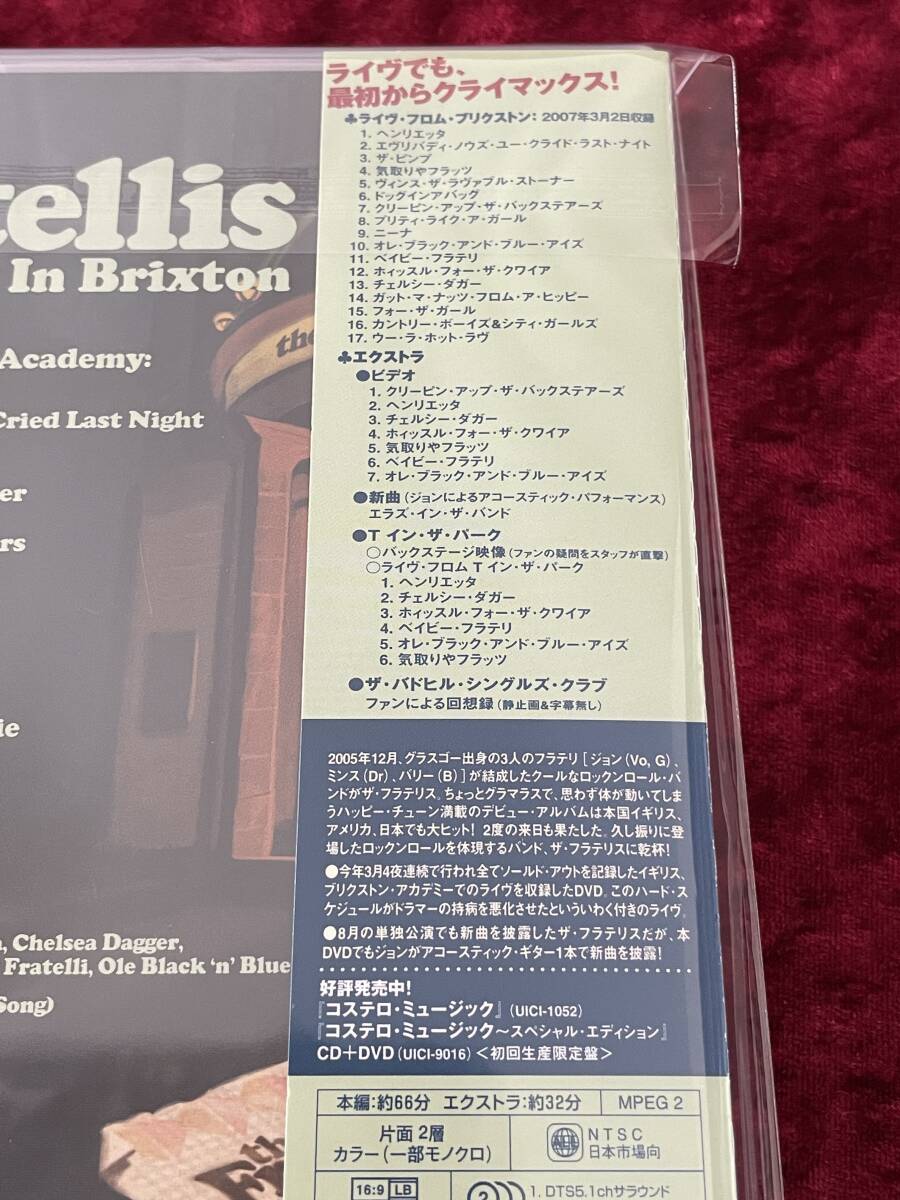 tellis
In Brixton
the
Academy:
Cried Last Night
er
rs
ie
, Chelsea Dagger,
Fratelli, Ole Black 'n' Blue
Song)
the
ライヴでも、
最初からクライマックス!
♣ライヴ・フロム・ブリクストン:2007年3月2日収録
1. ヘンリエッタ
2. エヴリバディ・ノウズ・ユー・クライド・ラスト・ナイト
3. ザ・ピンプ
4. 気取りやフラッツ
5. ヴィンス・ザ・ラヴァブル・ストーナー
6. ドッグインアバッグ
7. クリーピン・アップ・ザ・バックステアーズ
8. プリティ・ライク・ア・ガール
9. ニーナ
10. オレ・ブラック・アンド・ブルー・アイズ
11. ベイビー・フラテリ
12. ホィッスル・フォー・ザ・クワイア
13. チェルシー・ダガー
14. ガット・マ・ナッツ・フロム・ア・ヒッピー
15. フォー・ザ・ガール
16. カントリー・ボーイズ&シティ・ガールズ
17. ウー・ラ・ホット・ラヴ
♣エクストラ
●ビデオ
1. クリーピン・アップ・ザ・バックステアーズ
2. ヘンリエッタ
3. チェルシー・ダガー
4. ホィッスル・フォー・ザ・クワイア
5. 気取りやフラッツ
6. ベイビー・フラテリ
7. オレ・ブラック・アンド・ブルー・アイズ
●新曲(ジョンによるアコースティック・パフォーマンス)
エラズ・イン・ザ・バンド
●T イン・ザ・パーク
○バックステージ映像(ファンの疑問をスタッフが直撃)
○ライヴ・フロム T イン・ザ・パーク
1. ヘンリエッタ
2. チェルシー・ダガー
3. ホィッスル・フォー・ザ・クワイア
4. ベイビー・フラテリ
5. オレ・ブラック・アンド・ブルー・アイズ
6. 気取りやフラッツ
●ザ・バドヒル・シングルズ・クラブ
ファンによる回想録(静止画&字幕無し)
2005年12月、グラスゴー出身の3人のフラテリ[ジョン(Vo, G)、
ミンス(Dr)、バリー(B)]が結成したクールなロックンロール・バ
ンドがザ・フラテリス。ちょっとグラマラスで、思わず体が動いてしま
うハッピー・チューン満載のデビュー・アルバムは本国イギリス、
アメリカ、日本でも大ヒット! 2度の来日も果たした。久し振りに登
場したロックンロールを体現するバンド、ザ・フラテリスに乾杯!
●今年3月4夜連続で行われ全てソールド・アウトを記録したイギリス、
ブリクストン・アカデミーでのライヴを収録したDVD。このハード・ス
ケジュールがドラマーの持病を悪化させたといういわく付きのライヴ。
●8月の単独公演でも新曲を披露したザ・フラテリスだが、本
DVDでもジョンがアコースティック・ギター1本で新曲を披露!
好評発売中!
『コステロ・ミュージック』(UICI-1052)
『コステロ・ミュージック~スペシャル・エディション』
CD+DVD(UICI-9016)<初回生産限定盤>
本編:約66分 エクストラ:約32分 MPEG 2
片面2層
カラー(一部モノクロ)
NTSC
日本市場向
16:9 LB
2 1. DTS5.1chサラウンド